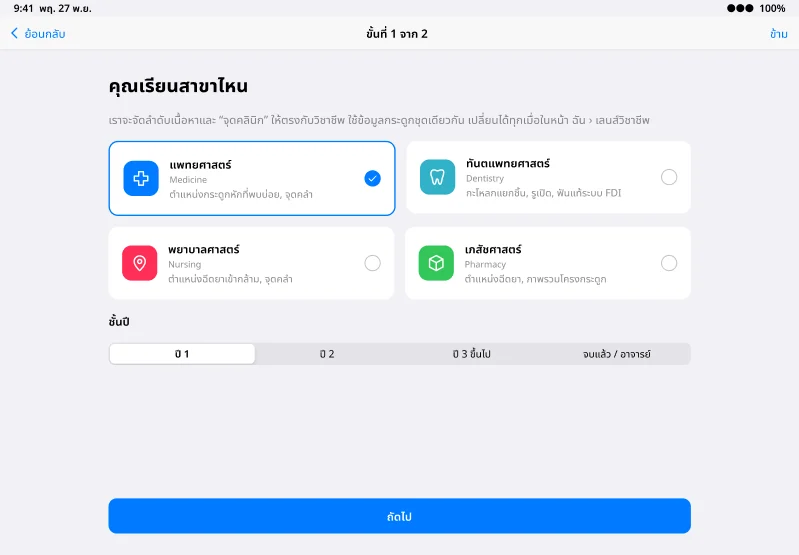 9:41 พฤ. 27 พ.ย.
100%
ย้อนกลับ
ขั้นที่ 1 จาก 2
ข้าม
คุณเรียนสาขาไหน
เราจะจัดลำดับเนื้อหาและ “จุดคลินิก” ให้ตรงกับวิชาชีพ ใช้ข้อมูลกระดูกชุดเดียวกัน เปลี่ยนได้ทุกเมื่อในหน้า ฉัน › เลนส์วิชาชีพ
แพทยศาสตร์
Medicine
ตำแหน่งกระดูกหักที่พบบ่อย, จุดคลำ
ทันตแพทยศาสตร์
Dentistry
กะโหลกแยกชิ้น, รูเปิด, ฟันแท้ระบบ FDI
พยาบาลศาสตร์
Nursing
ตำแหน่งฉีดยาเข้ากล้าม, จุดคลำ
เภสัชศาสตร์
Pharmacy
ตำแหน่งฉีดยา, ภาพรวมโครงกระดูก
ชั้นปี
ปี 1
ปี 2
ปี 3 ขึ้นไป
จบแล้ว / อาจารย์
ถัดไป